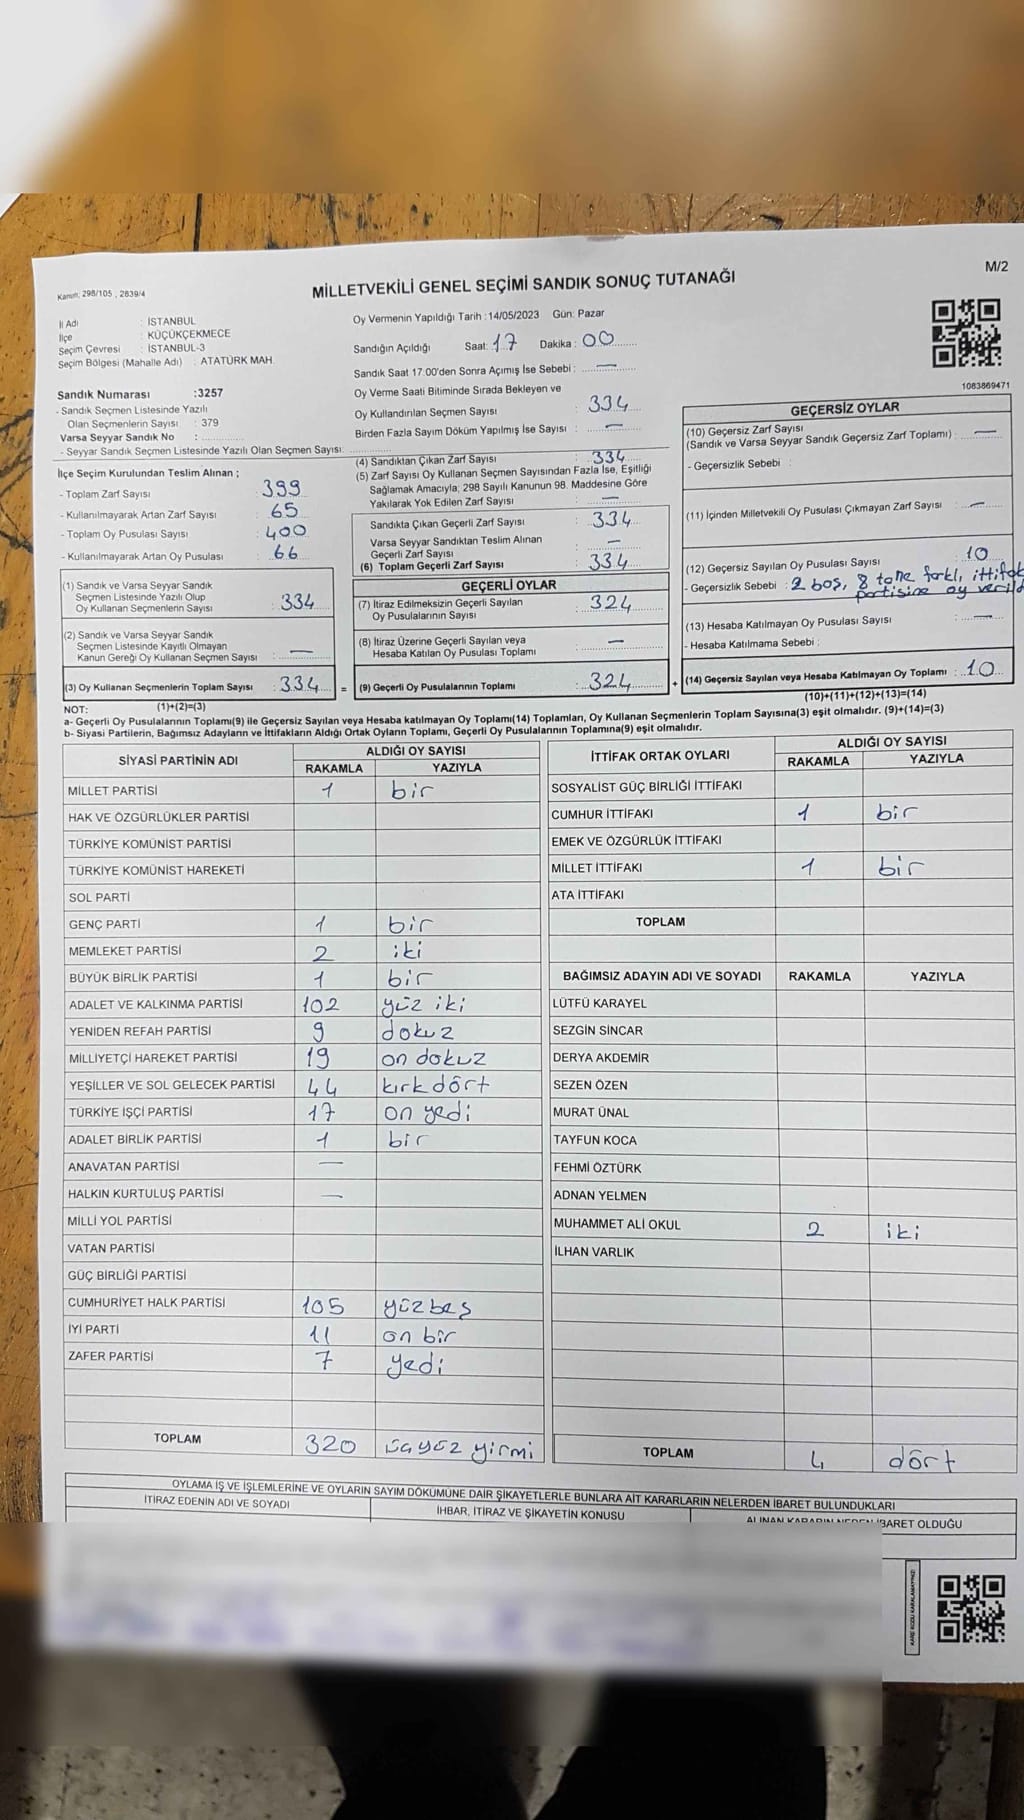 M/2
Kanun: 298/105 , 2839/4
MİLLETVEKİLİ GENEL SEÇİMİ SANDIK SONUÇ TUTANAĞI
İl Adı : İSTANBUL
İlçe : KÜÇÜKÇEKMECE
Seçim Çevresi : İSTANBUL-3
Seçim Bölgesi (Mahalle Adı) : ATATÜRK MAH.
Sandık Numarası :3257
- Sandık Seçmen Listesinde Yazılı
Olan Seçmenlerin Sayısı : 379
Varsa Seyyar Sandık No :
- Seyyar Sandık Seçmen Listesinde Yazılı Olan Seçmen Sayısı:
Oy Vermenin Yapıldığı Tarih :14/05/2023 Gün: Pazar
Sandığın Açıldığı Saat: 17 Dakika : 00
Sandık Saat 17.00'den Sonra Açımış İse Sebebi : —
Oy Verme Saati Bitiminde Sırada Bekleyen ve
Oy Kullandırılan Seçmen Sayısı : 334
Birden Fazla Sayım Döküm Yapılmış İse Sayısı : —
1083869471
İlçe Seçim Kurulundan Teslim Alınan ;
- Toplam Zarf Sayısı : 399
- Kullanılmayarak Artan Zarf Sayısı : 65
- Toplam Oy Pusulası Sayısı : 400
- Kullanılmayarak Artan Oy Pusulası : 66
(1) Sandık ve Varsa Seyyar Sandık
Seçmen Listesinde Yazılı Olup
Oy Kullanan Seçmenlerin Sayısı : 334
(2) Sandık ve Varsa Seyyar Sandık
Seçmen Listesinde Kayıtlı Olmayan
Kanun Gereği Oy Kullanan Seçmen Sayısı : —
(3) Oy Kullanan Seçmenlerin Toplam Sayısı : 334 =
(1)+(2)=(3)
(4) Sandıktan Çıkan Zarf Sayısı : 334
(5) Zarf Sayısı Oy Kullanan Seçmen Sayısından Fazla İse, Eşitliği
Sağlamak Amacıyla; 298 Sayılı Kanunun 98. Maddesine Göre
Yakılarak Yok Edilen Zarf Sayısı : —
Sandıkta Çıkan Geçerli Zarf Sayısı : 334
Varsa Seyyar Sandıktan Teslim Alınan
Geçerli Zarf Sayısı : —
(6) Toplam Geçerli Zarf Sayısı : 334
GEÇERLİ OYLAR
(7) İtiraz Edilmeksizin Geçerli Sayılan
Oy Pusulalarının Sayısı : 324
(8) İtiraz Üzerine Geçerli Sayılan veya
Hesaba Katılan Oy Pusulası Toplamı : —
(9) Geçerli Oy Pusulalarının Toplamı : 324 +
GEÇERSİZ OYLAR
(10) Geçersiz Zarf Sayısı
(Sandık ve Varsa Seyyar Sandık Geçersiz Zarf Toplamı) : —
- Geçersizlik Sebebi :
(11) İçinden Milletvekili Oy Pusulası Çıkmayan Zarf Sayısı : —
(12) Geçersiz Sayılan Oy Pusulası Sayısı : 10
- Geçersizlik Sebebi : 2 boş, 8 tane farklı, ittifak
partisine oy verild
(13) Hesaba Katılmayan Oy Pusulası Sayısı : —
- Hesaba Katılmama Sebebi :
(14) Geçersiz Sayılan veya Hesaba Katılmayan Oy Toplamı : 10
(10)+(11)+(12)+(13)=(14)
NOT:
a- Geçerli Oy Pusulalarının Toplamı(9) ile Geçersiz Sayılan veya Hesaba katılmayan Oy Toplamı(14) Toplamları, Oy Kullanan Seçmenlerin Toplam Sayısına(3) eşit olmalıdır. (9)+(14)=(3)
b- Siyasi Partilerin, Bağımsız Adayların ve İttifakların Aldığı Ortak Oyların Toplamı, Geçerli Oy Pusulalarının Toplamına(9) eşit olmalıdır.
SİYASİ PARTİNİN ADI ALDIĞI OY SAYISI
RAKAMLA YAZIYLA
MİLLET PARTİSİ 1 bir
HAK VE ÖZGÜRLÜKLER PARTİSİ
TÜRKİYE KOMÜNİST PARTİSİ
TÜRKİYE KOMÜNİST HAREKETİ
SOL PARTİ
GENÇ PARTİ 1 bir
MEMLEKET PARTİSİ 2 iki
BÜYÜK BİRLİK PARTİSİ 1 bir
ADALET VE KALKINMA PARTİSİ 102 yüz iki
YENİDEN REFAH PARTİSİ 9 dokuz
MİLLİYETÇİ HAREKET PARTİSİ 19 on dokuz
YEŞİLLER VE SOL GELECEK PARTİSİ 44 kırk dört
TÜRKİYE İŞÇİ PARTİSİ 17 on yedi
ADALET BİRLİK PARTİSİ 1 bir
ANAVATAN PARTİSİ —
HALKIN KURTULUŞ PARTİSİ —
MİLLİ YOL PARTİSİ
VATAN PARTİSİ
GÜÇ BİRLİĞİ PARTİSİ
CUMHURİYET HALK PARTİSİ 105 yüzbeş
İYİ PARTİ 11 on bir
ZAFER PARTİSİ 7 yedi
TOPLAM 320 üçyüz yirmi
İTTİFAK ORTAK OYLARI ALDIĞI OY SAYISI
RAKAMLA YAZIYLA
SOSYALİST GÜÇ BİRLİĞİ İTTİFAKI
CUMHUR İTTİFAKI 1 bir
EMEK VE ÖZGÜRLÜK İTTİFAKI
MİLLET İTTİFAKI 1 bir
ATA İTTİFAKI
TOPLAM
BAĞIMSIZ ADAYIN ADI VE SOYADI RAKAMLA YAZIYLA
LÜTFÜ KARAYEL
SEZGİN SİNCAR
DERYA AKDEMİR
SEZEN ÖZEN
MURAT ÜNAL
TAYFUN KOCA
FEHMİ ÖZTÜRK
ADNAN YELMEN
MUHAMMET ALİ OKUL 2 iki
İLHAN VARLIK
TOPLAM 4 dört
OYLAMA İŞ VE İŞLEMLERİNE VE OYLARIN SAYIM DÖKÜMÜNE DAİR ŞİKAYETLERLE BUNLARA AİT KARARLARIN NELERDEN İBARET BULUNDUKLARI
İTİRAZ EDENİN ADI VE SOYADI İHBAR, İTİRAZ VE ŞİKAYETİN KONUSU ALINAN KARARIN NEDEN İBARET OLDUĞU
KARE KODU KARALAMAYINIZ!